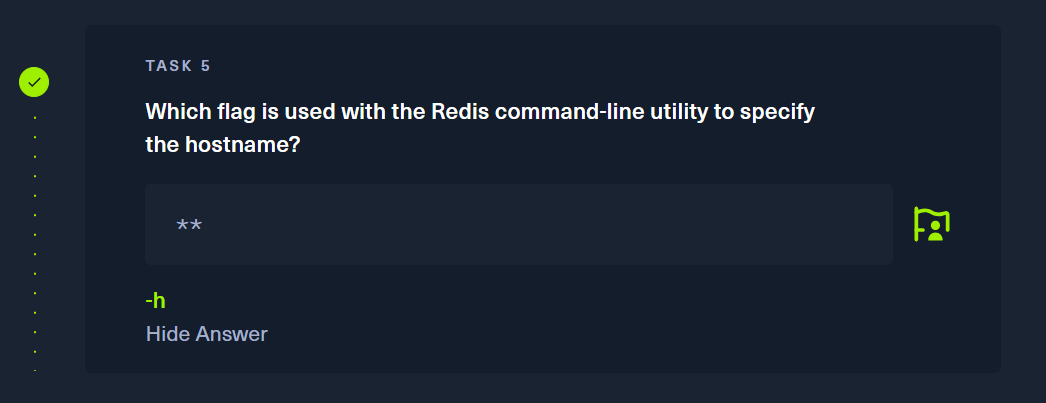 TASK 5
Which flag is used with the Redis command-line utility to specify
the hostname?
**
-h
Hide Answer